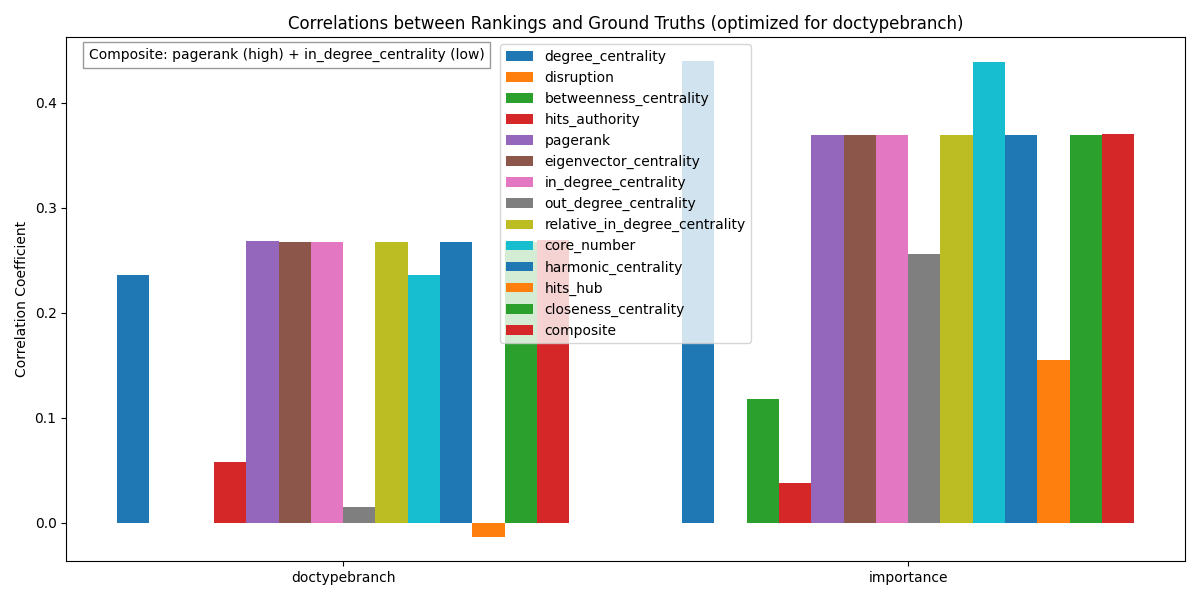 Correlations between Rankings and Ground Truths (optimized for doctypebranch)
Composite: pagerank (high) + in_degree_centrality (low)
degree_centrality
disruption
betweenness_centrality
hits_authority
pagerank
eigenvector_centrality
in_degree_centrality
out_degree_centrality
relative_in_degree_centrality
core_number
harmonic_centrality
hits_hub
closeness_centrality
composite
Correlation Coefficient
0.4
0.3
0.2
0.1
0.0
doctypebranch
importance